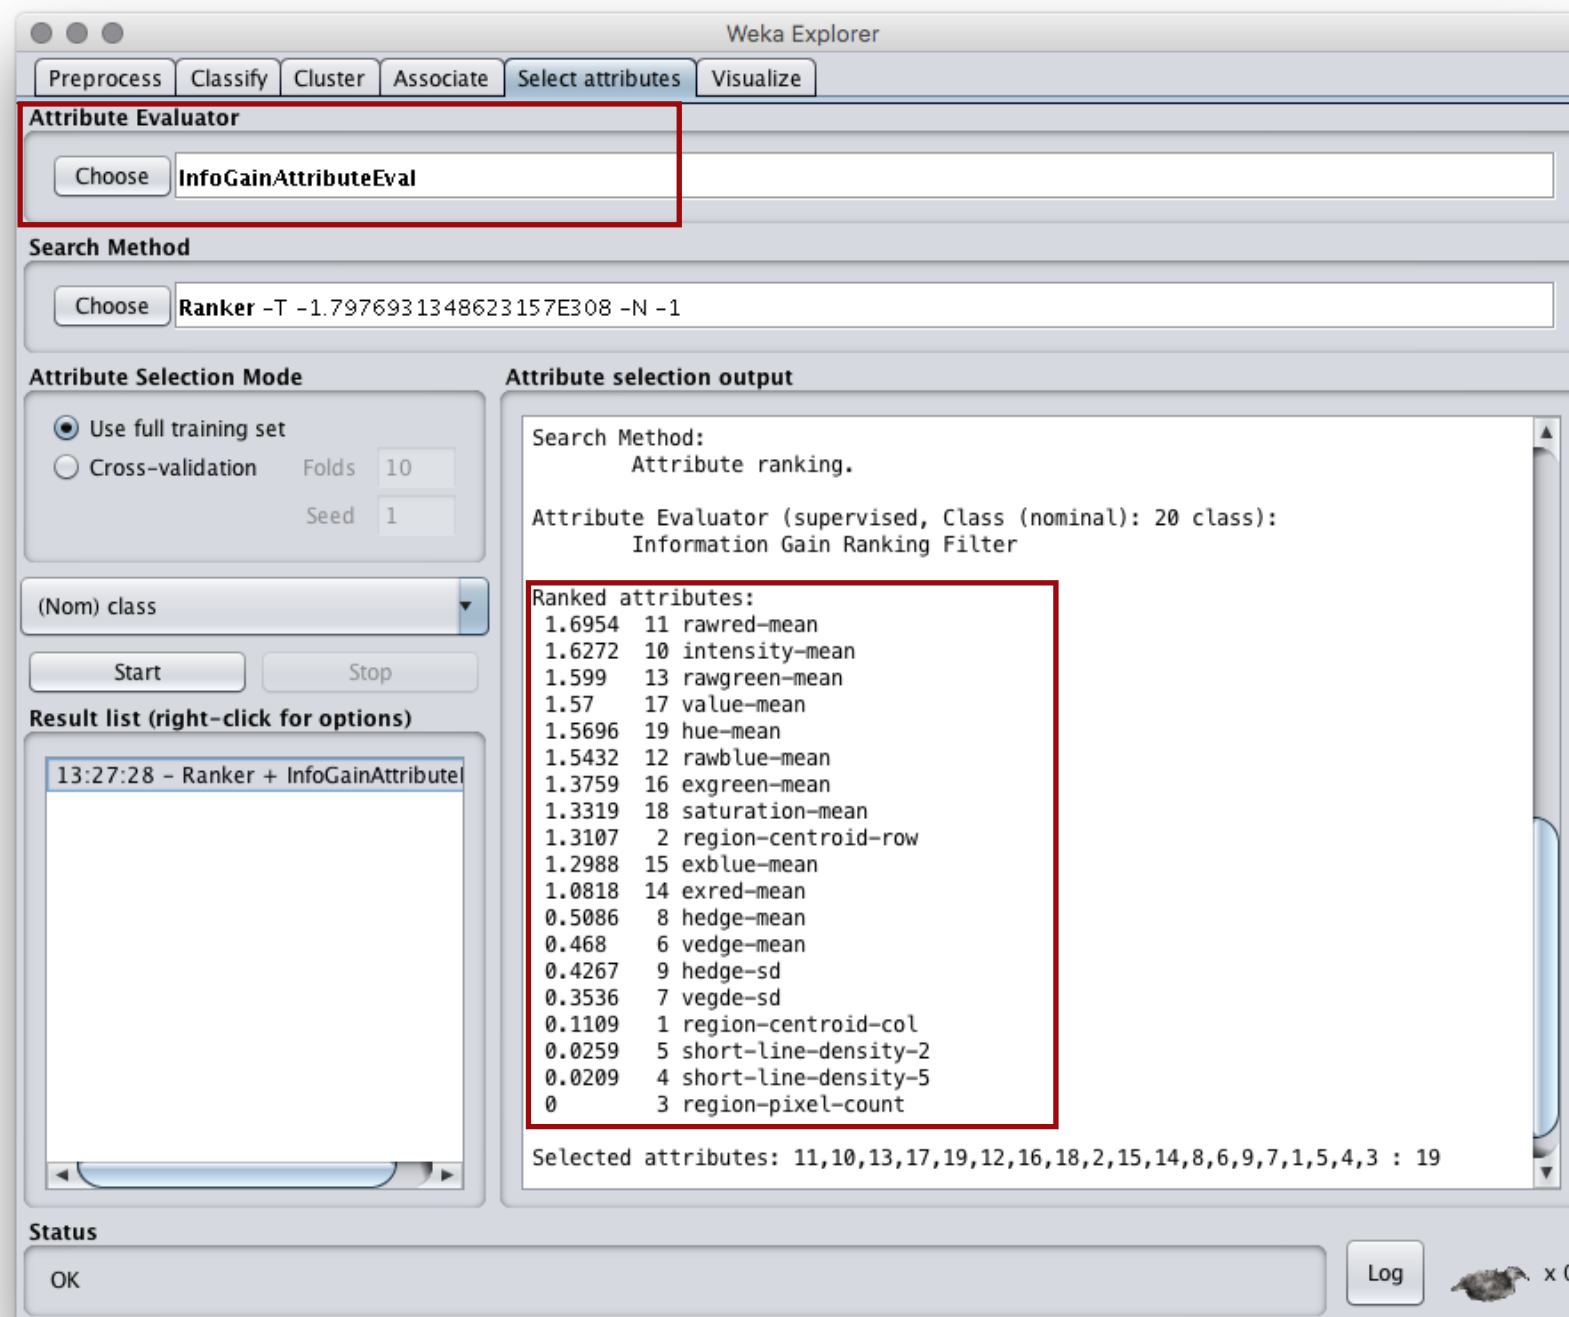 Weka Explorer
Preprocess Classify Cluster Associate Select attributes Visualize
Attribute Evaluator
Choose InfoGainAttributeEval
Search Method
Choose Ranker -T -1.7976931348623157E308 -N -1
Attribute Selection Mode
Use full training set
Cross-validation Folds 10
Seed 1
(Nom) class
Start Stop
Result list (right-click for options)
13:27:28 - Ranker + InfoGainAttributeE
Attribute selection output
Search Method:
Attribute ranking.
Attribute Evaluator (supervised, Class (nominal): 20 class):
Information Gain Ranking Filter
Ranked attributes:
1.6954 11 rawred-mean
1.6272 10 intensity-mean
1.599 13 rawgreen-mean
1.57 17 value-mean
1.5696 19 hue-mean
1.5432 12 rawblue-mean
1.3759 16 exgreen-mean
1.3319 18 saturation-mean
1.3107 2 region-centroid-row
1.2988 15 exblue-mean
1.0818 14 exred-mean
0.5086 8 hedge-mean
0.468 6 vedge-mean
0.4267 9 hedge-sd
0.3536 7 vegde-sd
0.1109 1 region-centroid-col
0.0259 5 short-line-density-2
0.0209 4 short-line-density-5
0 3 region-pixel-count
Selected attributes: 11,10,13,17,19,12,16,18,2,15,14,8,6,9,7,1,5,4,3 : 19
Status
OK
Log x 0